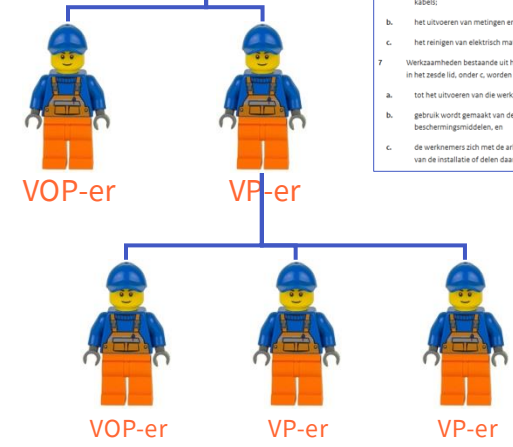 kabels;
b. het uitvoeren van metingen en
c. het reinigen van elektrisch ma
7 Werkzaamheden bestaande uit h
in het zesde lid, onder c, worden
a. tot het uitvoeren van die werk
b. gebruik wordt gemaakt van de
beschermingsmiddelen, en
c. de werknemers zich met de ar
van de installatie of delen daa
VOP-er
VP-er
VOP-er
VP-er
VP-er